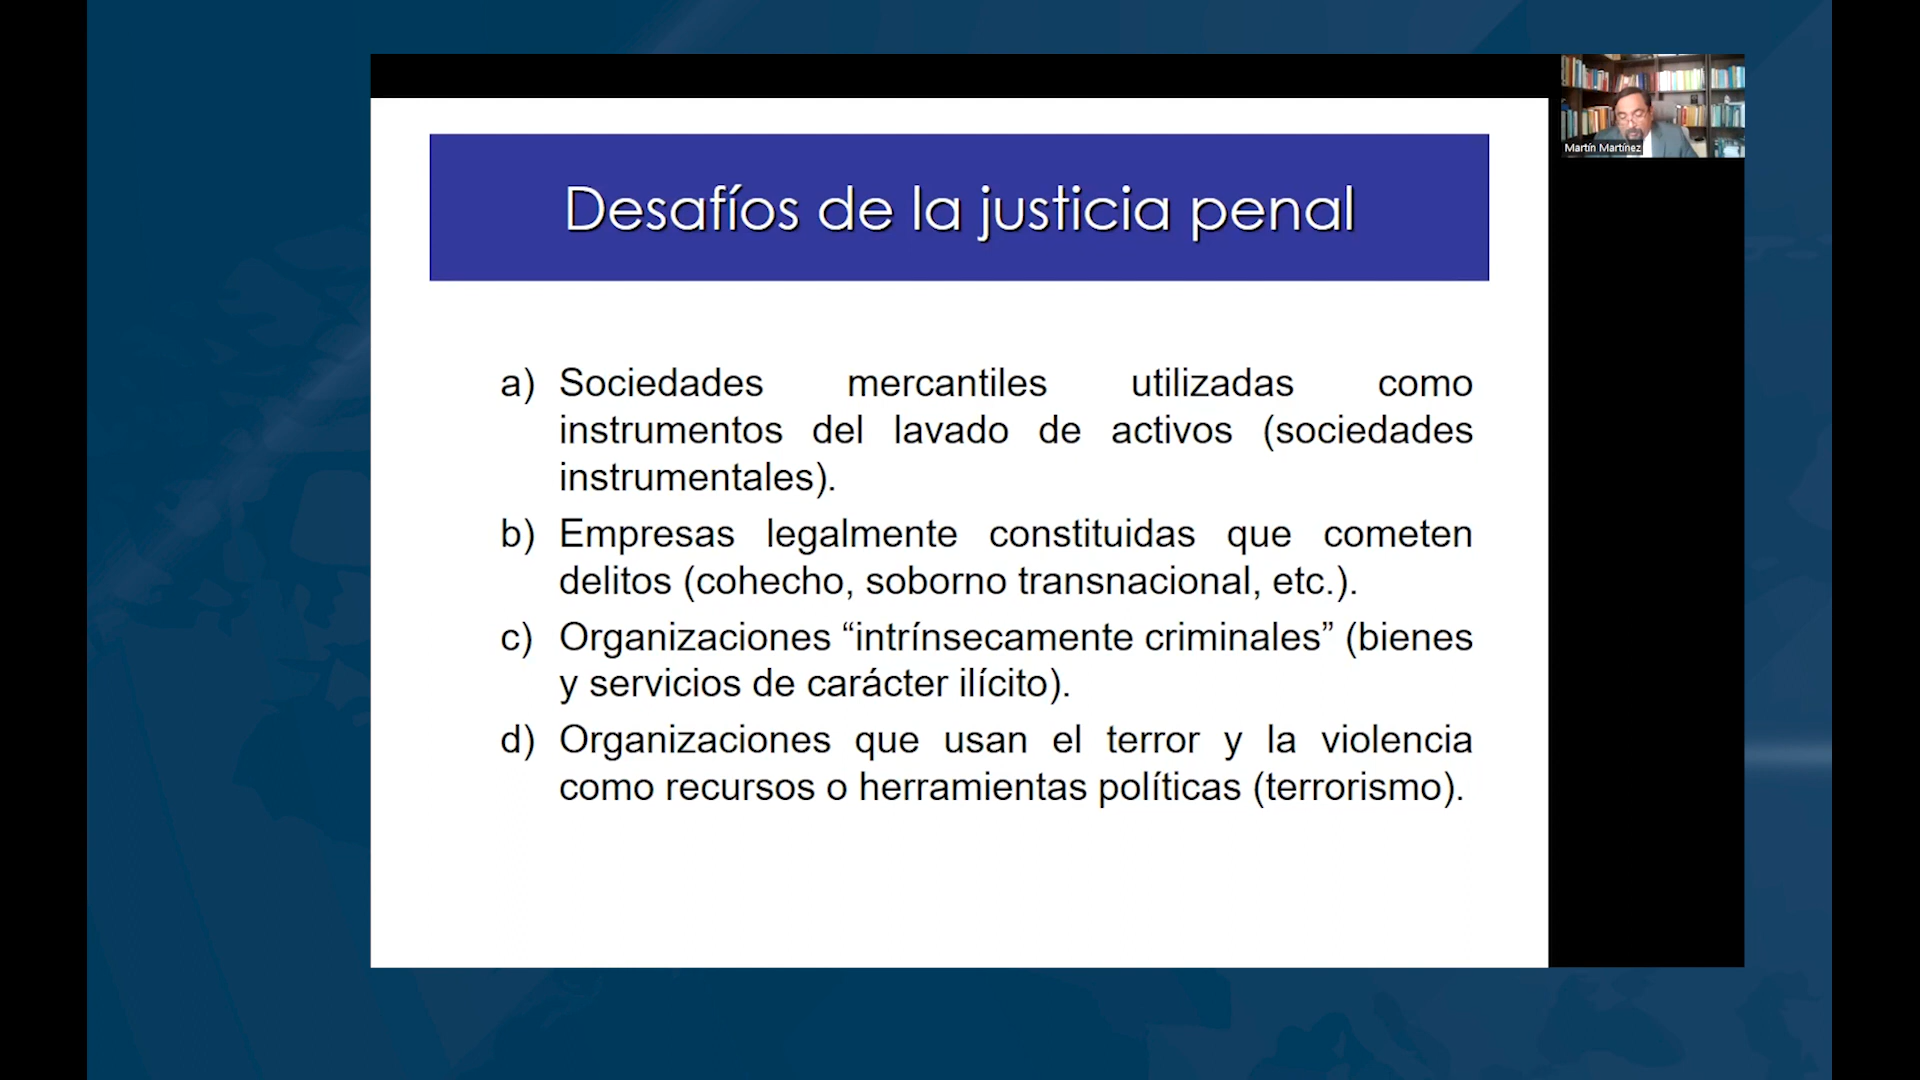 Desafíos de la justicia penal
a) Sociedades mercantiles utilizadas como
instrumentos del lavado de activos (sociedades
instrumentales).
b) Empresas legalmente constituidas que cometen
delitos (cohecho, soborno transnacional, etc.).
c) Organizaciones “intrínsecamente criminales” (bienes
y servicios de carácter ilícito).
d) Organizaciones que usan el terror y la violencia
como recursos o herramientas políticas (terrorismo).
Martín Martínez